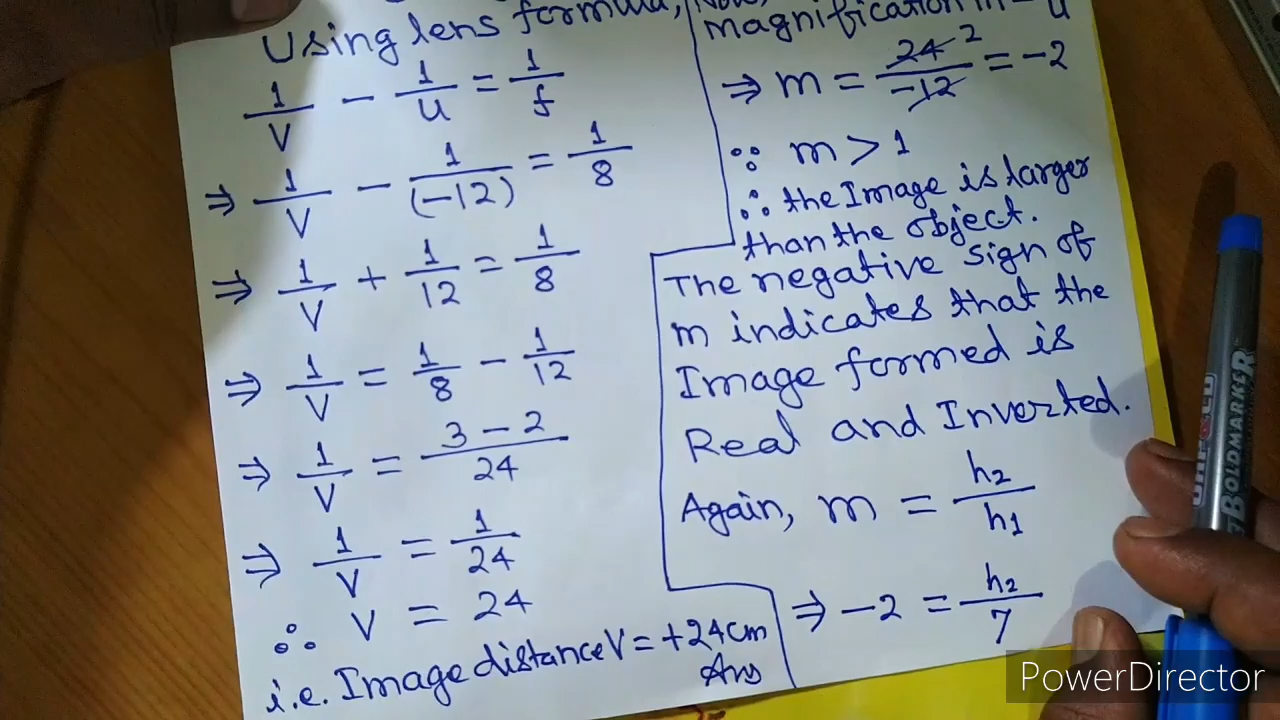 Using lens formula,
1/V - 1/u = 1/f
⇒ 1/V - 1/(-12) = 1/8
⇒ 1/V + 1/12 = 1/8
⇒ 1/V = 1/8 - 1/12
⇒ 1/V = 3-2/24
⇒ 1/V = 1/24
∴ V = 24
i.e. Image distance V = +24cm
Ans
magnification m = u
⇒ m = 24 2/-12 = -2
∵ m > 1
∴ the Image is larger
than the object.
The negative sign of
m indicates that the
Image formed is
Real and Inverted.
Again, m = h2/h1
⇒ -2 = h2/7
BOLDMARKER
PowerDirector